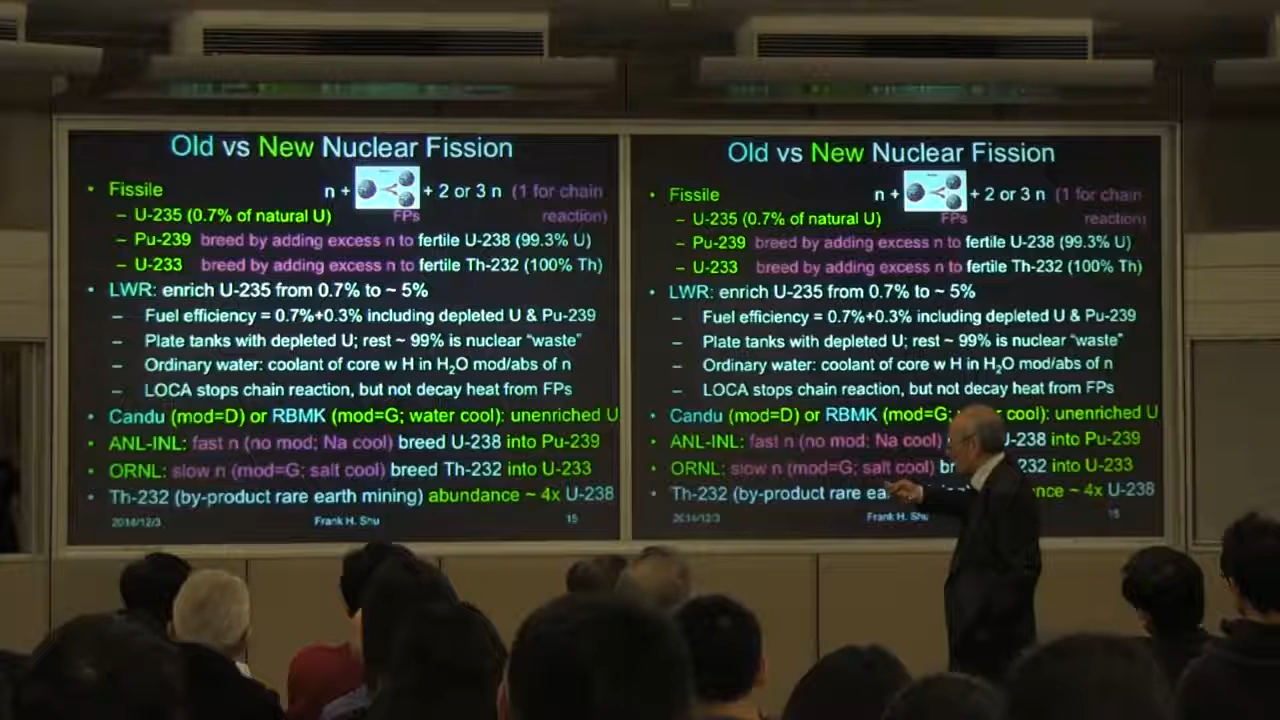 Old vs New Nuclear Fission
• Fissile n + + 2 or 3 n (1 for chain
– U-235 (0.7% of natural U) FPs reaction)
– Pu-239 breed by adding excess n to fertile U-238 (99.3% U)
– U-233 breed by adding excess n to fertile Th-232 (100% Th)
• LWR: enrich U-235 from 0.7% to ~ 5%
– Fuel efficiency = 0.7%+0.3% including depleted U & Pu-239
– Plate tanks with depleted U; rest ~ 99% is nuclear “waste”
– Ordinary water: coolant of core w H in H₂O mod/abs of n
– LOCA stops chain reaction, but not decay heat from FPs
• Candu (mod=D) or RBMK (mod=G; water cool): unenriched U
• ANL-INL: fast n (no mod; Na cool) breed U-238 into Pu-239
• ORNL: slow n (mod=G; salt cool) breed Th-232 into U-233
• Th-232 (by-product rare earth mining) abundance ~ 4x U-238
2014/12/3 Frank H. Shu 15
Old vs New Nuclear Fission
• Fissile n + + 2 or 3 n (1 for chain
– U-235 (0.7% of natural U) FPs reaction)
– Pu-239 breed by adding excess n to fertile U-238 (99.3% U)
– U-233 breed by adding excess n to fertile Th-232 (100% Th)
• LWR: enrich U-235 from 0.7% to ~ 5%
– Fuel efficiency = 0.7%+0.3% including depleted U & Pu-239
– Plate tanks with depleted U; rest ~ 99% is nuclear “waste”
– Ordinary water: coolant of core w H in H₂O mod/abs of n
– LOCA stops chain reaction, but not decay heat from FPs
• Candu (mod=D) or RBMK (mod=G; cool): unenriched U
• ANL-INL: fast n (no mod; Na cool) U-238 into Pu-239
• ORNL: slow n (mod=G; salt cool) br 232 into U-233
• Th-232 (by-product rare ea nce ~ 4x U-238
2014/12/3 Frank H. Shu 15